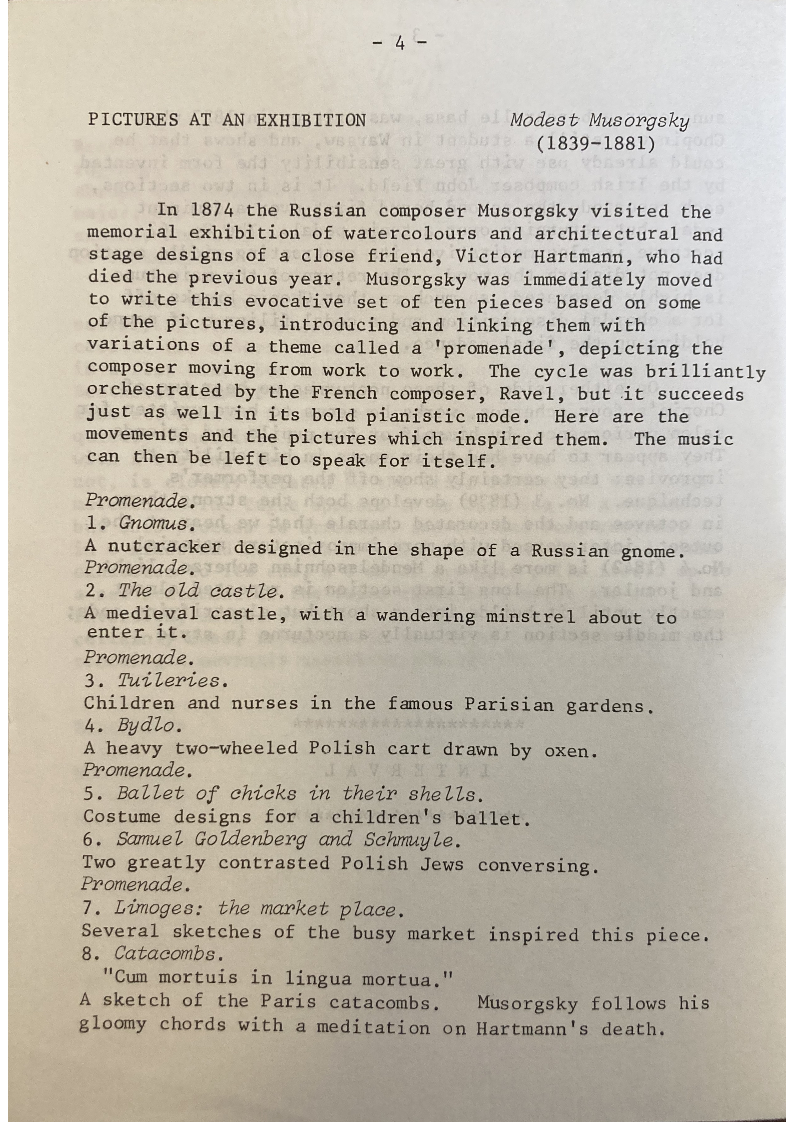 - 4 -
PICTURES AT AN EXHIBITION Modest Musorgsky
(1839-1881)
In 1874 the Russian composer Musorgsky visited the
memorial exhibition of watercolours and architectural and
stage designs of a close friend, Victor Hartmann, who had
died the previous year. Musorgsky was immediately moved
to write this evocative set of ten pieces based on some
of the pictures, introducing and linking them with
variations of a theme called a 'promenade', depicting the
composer moving from work to work. The cycle was brilliantly
orchestrated by the French composer, Ravel, but it succeeds
just as well in its bold pianistic mode. Here are the
movements and the pictures which inspired them. The music
can then be left to speak for itself.
Promenade.
1. Gnomus.
A nutcracker designed in the shape of a Russian gnome.
Promenade.
2. The old castle.
A medieval castle, with a wandering minstrel about to
enter it.
Promenade.
3. Tuileries.
Children and nurses in the famous Parisian gardens.
4. Bydlo.
A heavy two-wheeled Polish cart drawn by oxen.
Promenade.
5. Ballet of chicks in their shells.
Costume designs for a children's ballet.
6. Samuel Goldenberg and Schmuyle.
Two greatly contrasted Polish Jews conversing.
Promenade.
7. Limoges: the market place.
Several sketches of the busy market inspired this piece.
8. Catacombs.
"Cum mortuis in lingua mortua."
A sketch of the Paris catacombs. Musorgsky follows his
gloomy chords with a meditation on Hartmann's death.